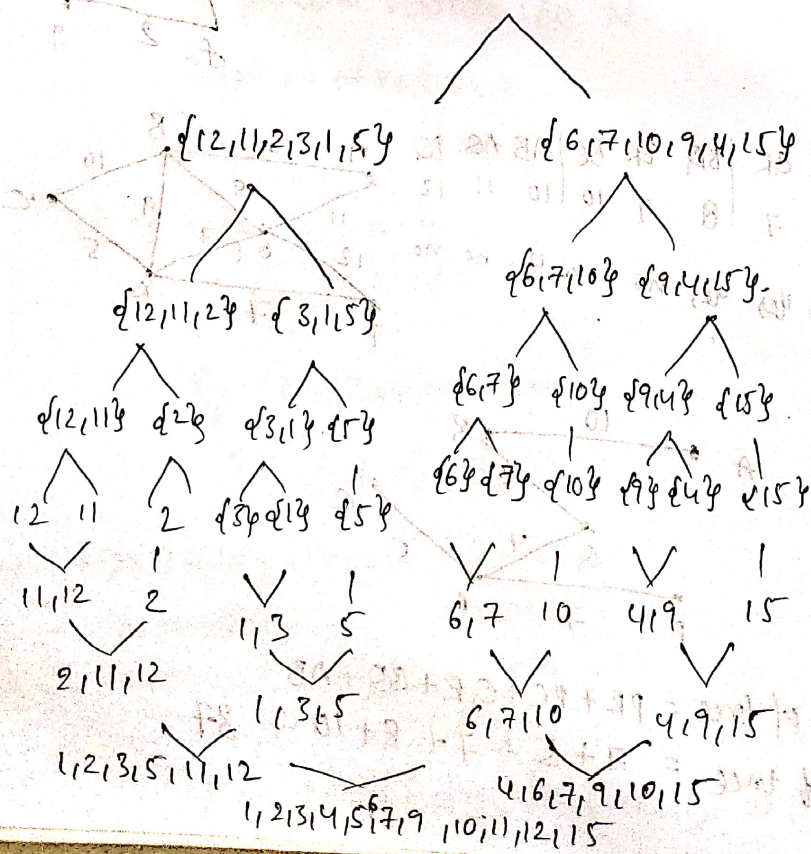 {12,11,2,3,1,5} {6,7,10,9,4,15}
{6,7,10} {9,4,15}
{12,11,2} {3,1,5}
{6,7} {10} {9,4} {15}
{12,11} {2} {3,1} {5}
{6} {7} {10} {9} {4} {15}
12 11 2 {3} {1} {5}
11,12 2 1,3 5 6,7 10 4,9 15
2,11,12 1,3,5 6,7,10 4,9,15
1,2,3,5,11,12 4,6,7,9,10,15
1,2,3,4,5,6,7,9,10,11,12,15